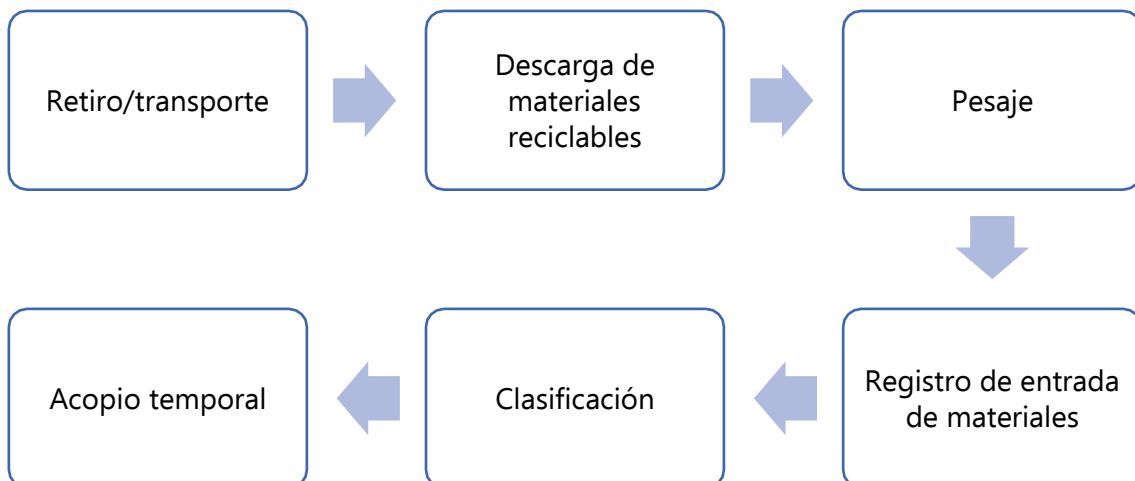 Retiro/transporte
Descarga de
materiales
reciclables
Pesaje
Registro de entrada
de materiales
Clasificación
Acopio temporal